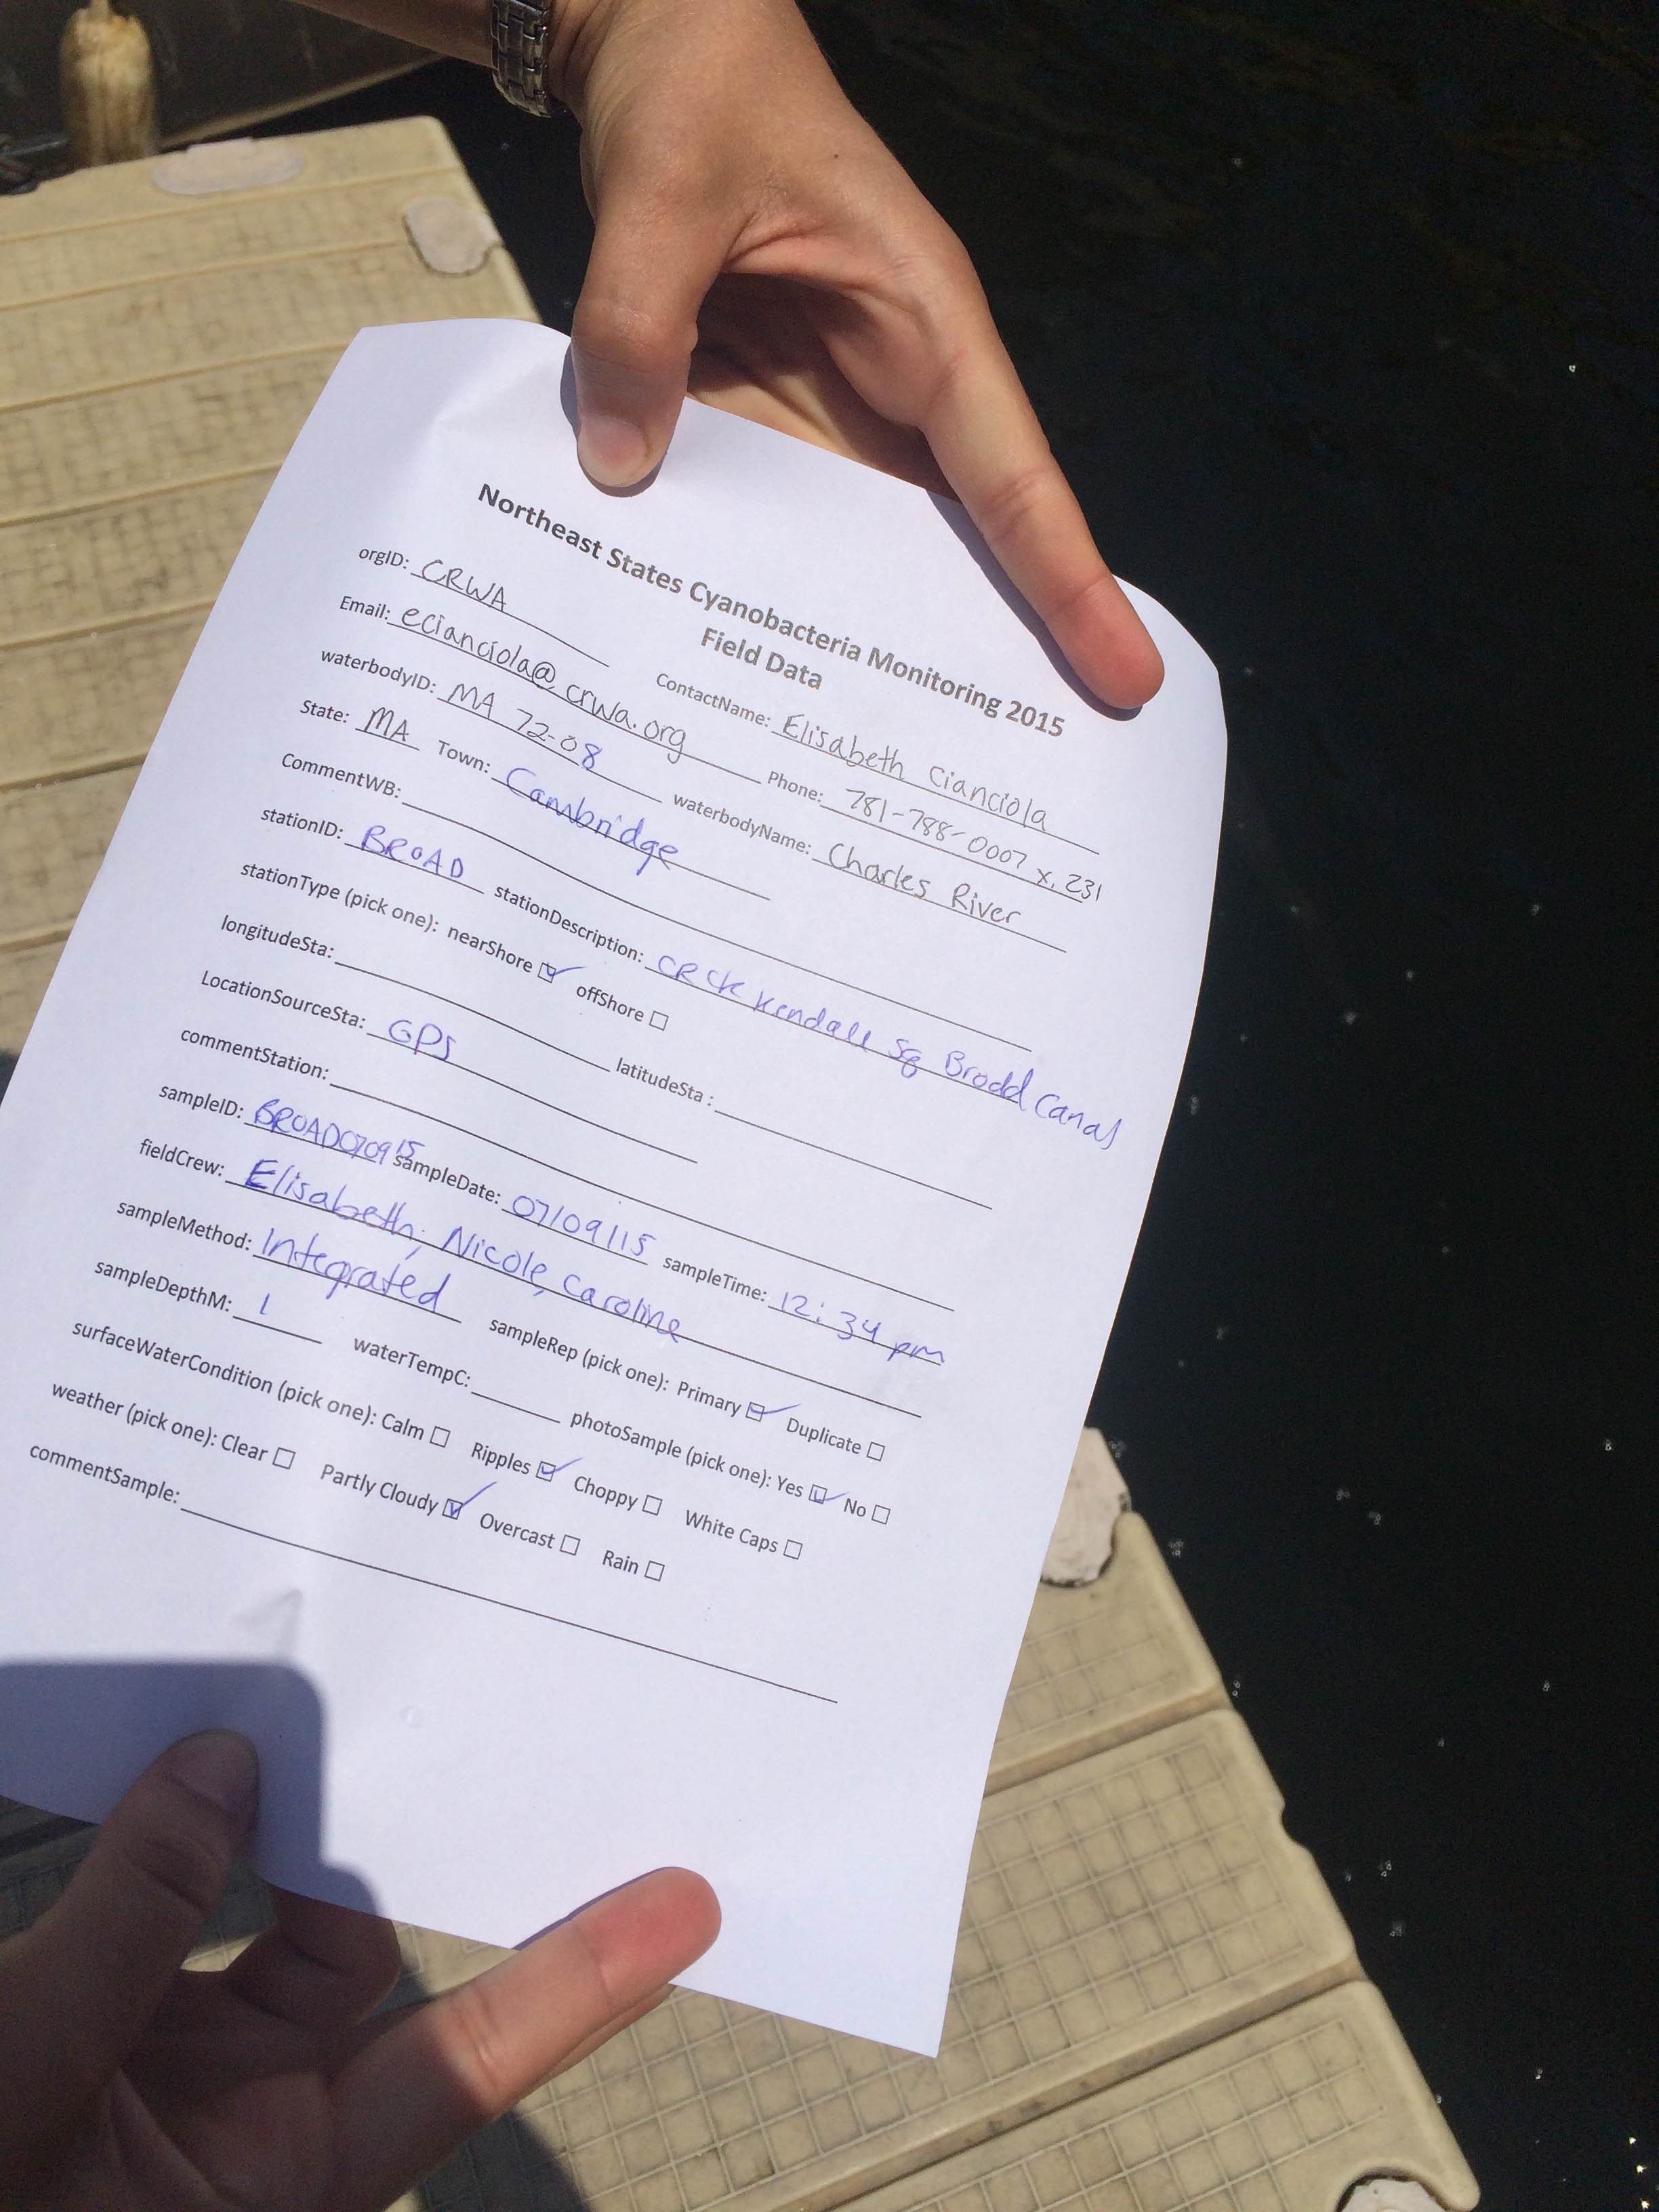 Northeast States Cyanobacteria Monitoring 2015
Field Data
orgID: CRWA ContactName: Elisabeth Cianciola
Email: ecianciola@crwa.org Phone: 781-788-0007 x. 231
waterbodyID: MA 72-08 waterbodyName: Charles River
State: MA Town: Cambridge
CommentWB:
stationID: BROAD stationDescription: CRCK Kendall Sq Broad Canal
stationType (pick one): nearShore ☑ offShore ☐
longitudeSta: latitudeSta :
LocationSourceSta: GPS
commentStation:
sampleID: BROAD070915 sampleDate: 07/09/15 sampleTime: 12:34 pm
fieldCrew: Elisabeth, Nicole, Caroline
sampleMethod: Integrated sampleRep (pick one): Primary ☑ Duplicate ☐
sampleDepthM: 1 waterTempC: photoSample (pick one): Yes ☑ No ☐
surfaceWaterCondition (pick one): Calm ☐ Ripples ☑ Choppy ☐ White Caps ☐
weather (pick one): Clear ☐ Partly Cloudy ☑ Overcast ☐ Rain ☐
commentSample: